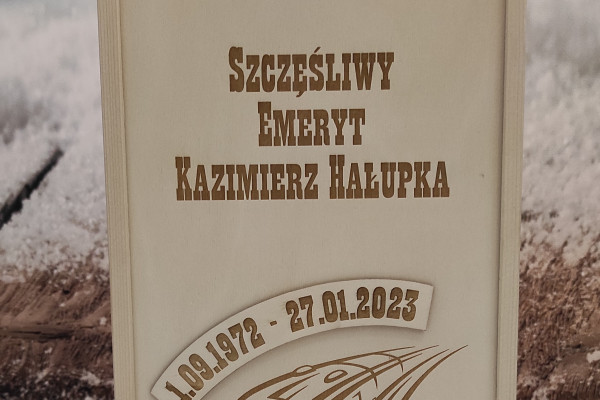 Szczęśliwy
Emeryt
Kazimierz Hałupka
1.09.1972 - 27.01.2023